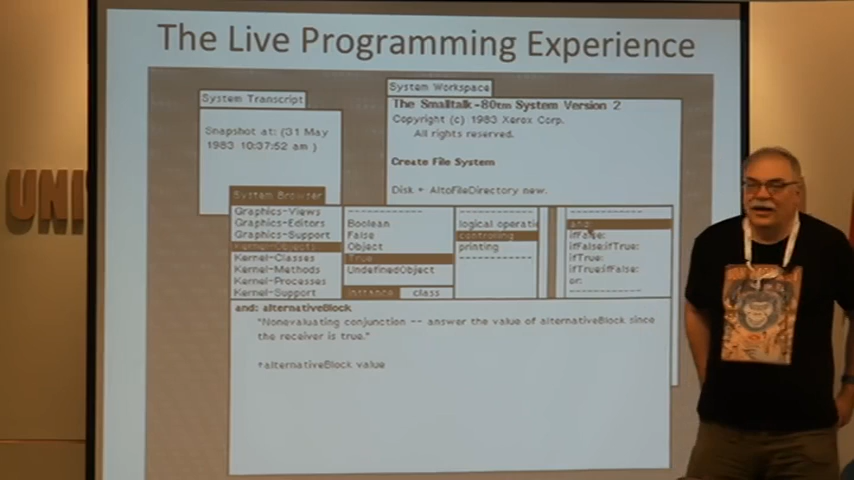 The Live Programming Experience
UNI
System Transcript
Snapshot at: (31 May
1983 10:37:52 am )
System Workspace
The Smalltalk-80tm System Version 2
Copyright (c) 1983 Xerox Corp.
All rights reserved.
Create File System
Disk ← AltoFileDirectory new.
System Browser
Graphics-Views
Graphics-Editors
Graphics-Support
Kernel-Objects
Kernel-Classes
Kernel-Methods
Kernel-Processes
Kernel-Support
------------
Boolean
False
Object
True
UndefinedObject
instance class
------------
logical operatic
controlling
printing
------------
------------
and:
ifFalse:
ifFalse:ifTrue:
ifTrue:
ifTrue:ifFalse:
or:
------------
and: alternativeBlock
"Nonevaluating conjunction -- answer the value of alternativeBlock since
the receiver is true."
↑alternativeBlock value